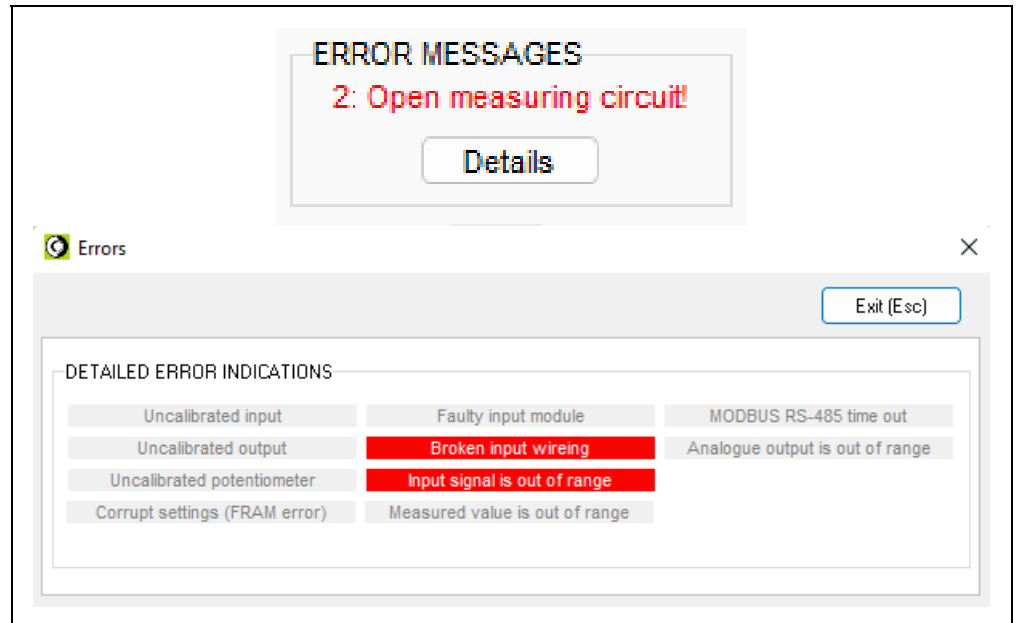 ERROR MESSAGES
2: Open measuring circuit!
Details
Errors
Exit (Esc)
DETAILED ERROR INDICATIONS
Uncalibrated input
Faulty input module
MODBUS RS-485 time out
Uncalibrated output
Broken input wireing
Analogue output is out of range
Uncalibrated potentiometer
Input signal is out of range
Corrupt settings (FRAM error)
Measured value is out of range